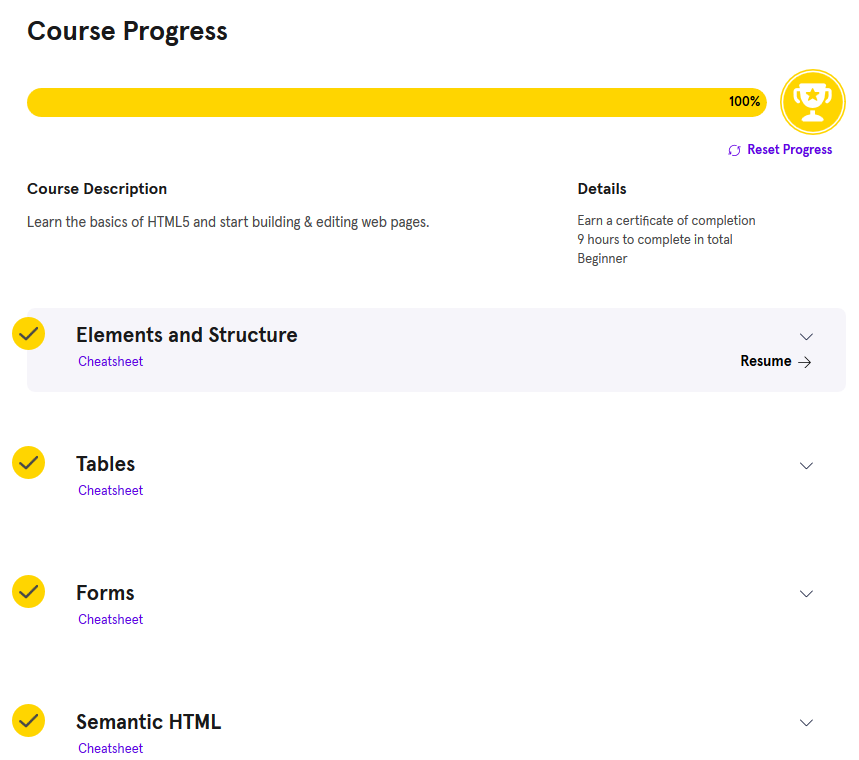 Course Progress
100%
Reset Progress
Course Description
Learn the basics of HTML5 and start building & editing web pages.
Details
Earn a certificate of completion
9 hours to complete in total
Beginner
Elements and Structure
Cheatsheet
Resume
Tables
Cheatsheet
Forms
Cheatsheet
Semantic HTML
Cheatsheet